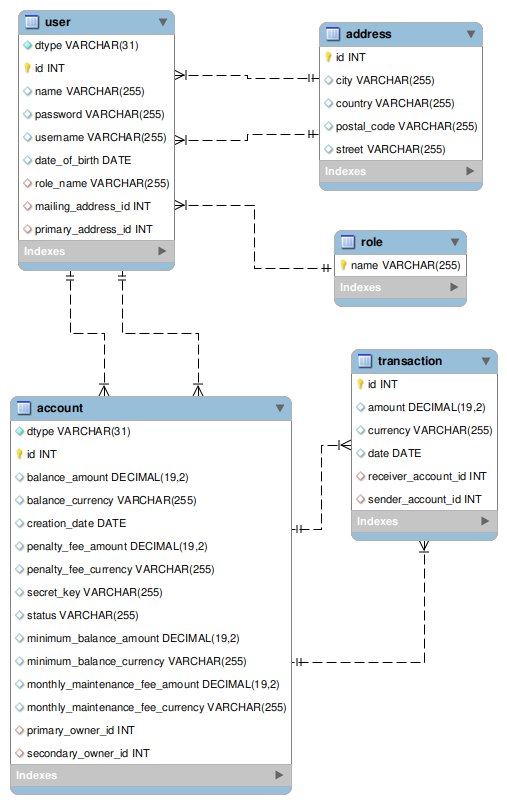 user
dtype VARCHAR(31)
id INT
name VARCHAR(255)
password VARCHAR(255)
username VARCHAR(255)
date_of_birth DATE
role_name VARCHAR(255)
mailing_address_id INT
primary_address_id INT
Indexes
address
id INT
city VARCHAR(255)
country VARCHAR(255)
postal_code VARCHAR(255)
street VARCHAR(255)
Indexes
role
name VARCHAR(255)
Indexes
transaction
id INT
amount DECIMAL(19,2)
currency VARCHAR(255)
date DATE
receiver_account_id INT
sender_account_id INT
Indexes
account
dtype VARCHAR(31)
id INT
balance_amount DECIMAL(19,2)
balance_currency VARCHAR(255)
creation_date DATE
penalty_fee_amount DECIMAL(19,2)
penalty_fee_currency VARCHAR(255)
secret_key VARCHAR(255)
status VARCHAR(255)
minimum_balance_amount DECIMAL(19,2)
minimum_balance_currency VARCHAR(255)
monthly_maintenance_fee_amount DECIMAL(19,2)
monthly_maintenance_fee_currency VARCHAR(255)
primary_owner_id INT
secondary_owner_id INT
Indexes